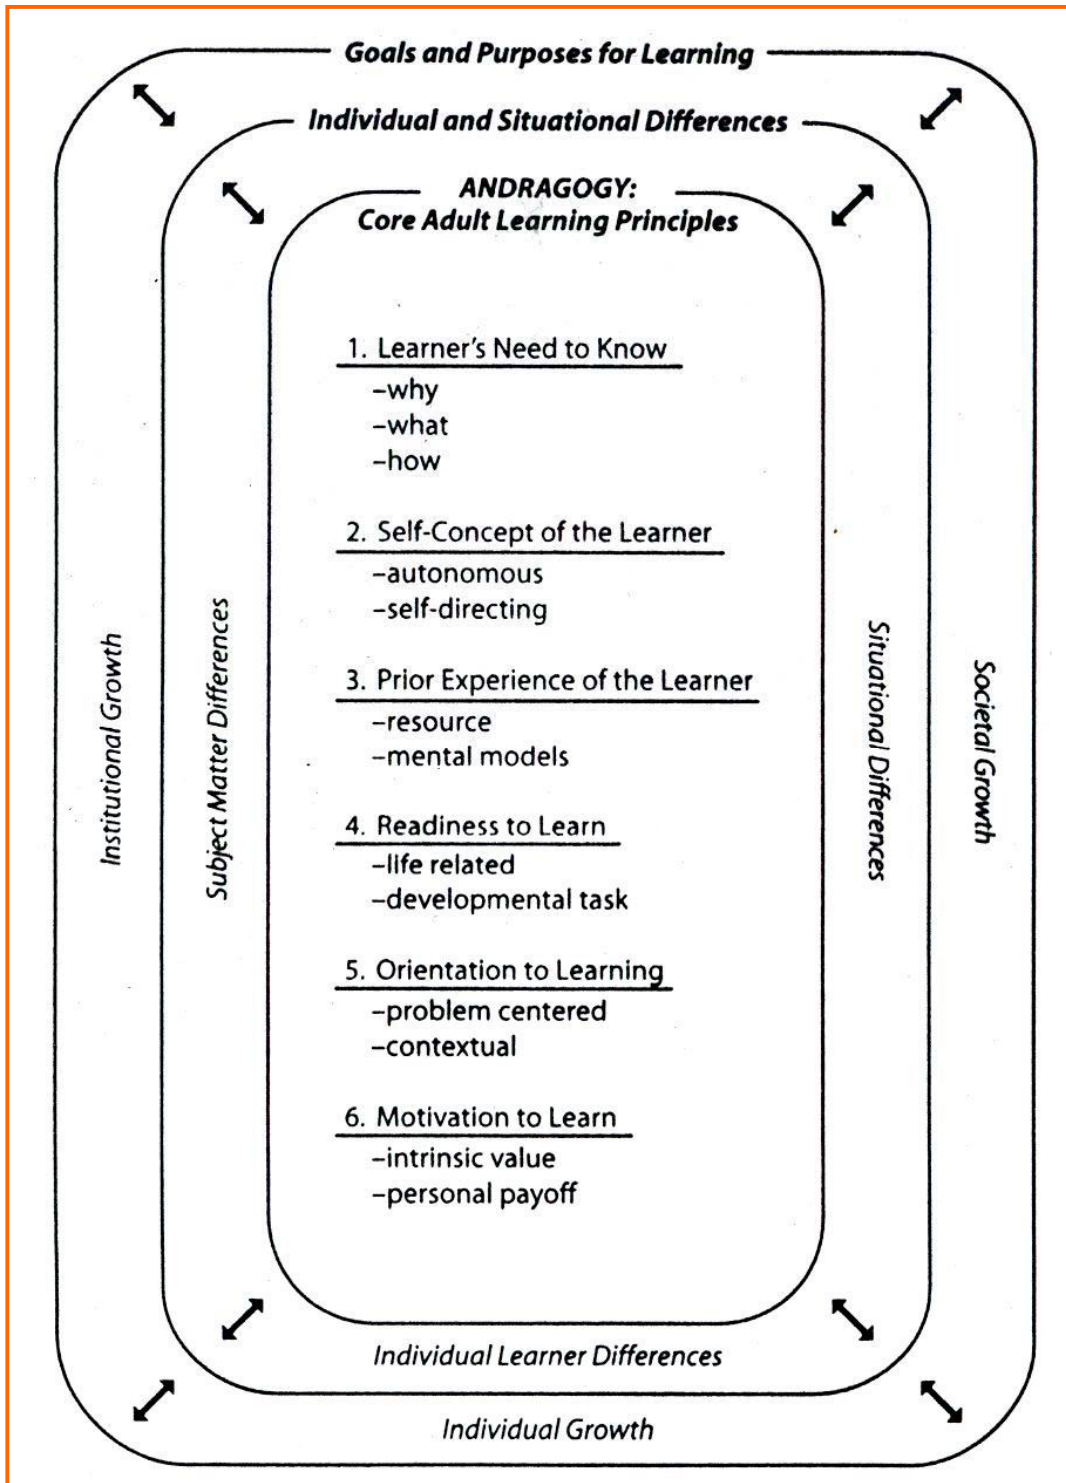 Goals and Purposes for Learning
Individual and Situational Differences
ANDRAGOGY:
Core Adult Learning Principles
1. Learner's Need to Know
–why
–what
–how
2. Self-Concept of the Learner
–autonomous
–self-directing
3. Prior Experience of the Learner
–resource
–mental models
4. Readiness to Learn
–life related
–developmental task
5. Orientation to Learning
–problem centered
–contextual
6. Motivation to Learn
–intrinsic value
–personal payoff
Institutional Growth
Subject Matter Differences
Situational Differences
Societal Growth
Individual Learner Differences
Individual Growth